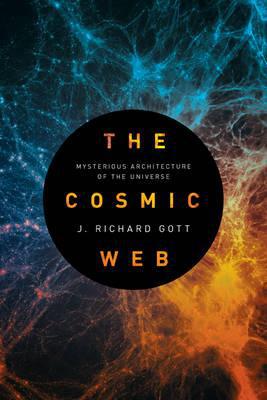 THE
MYSTERIOUS ARCHITECTURE
OF THE UNIVERSE
COSMIC
J. RICHARD GOTT
WEB